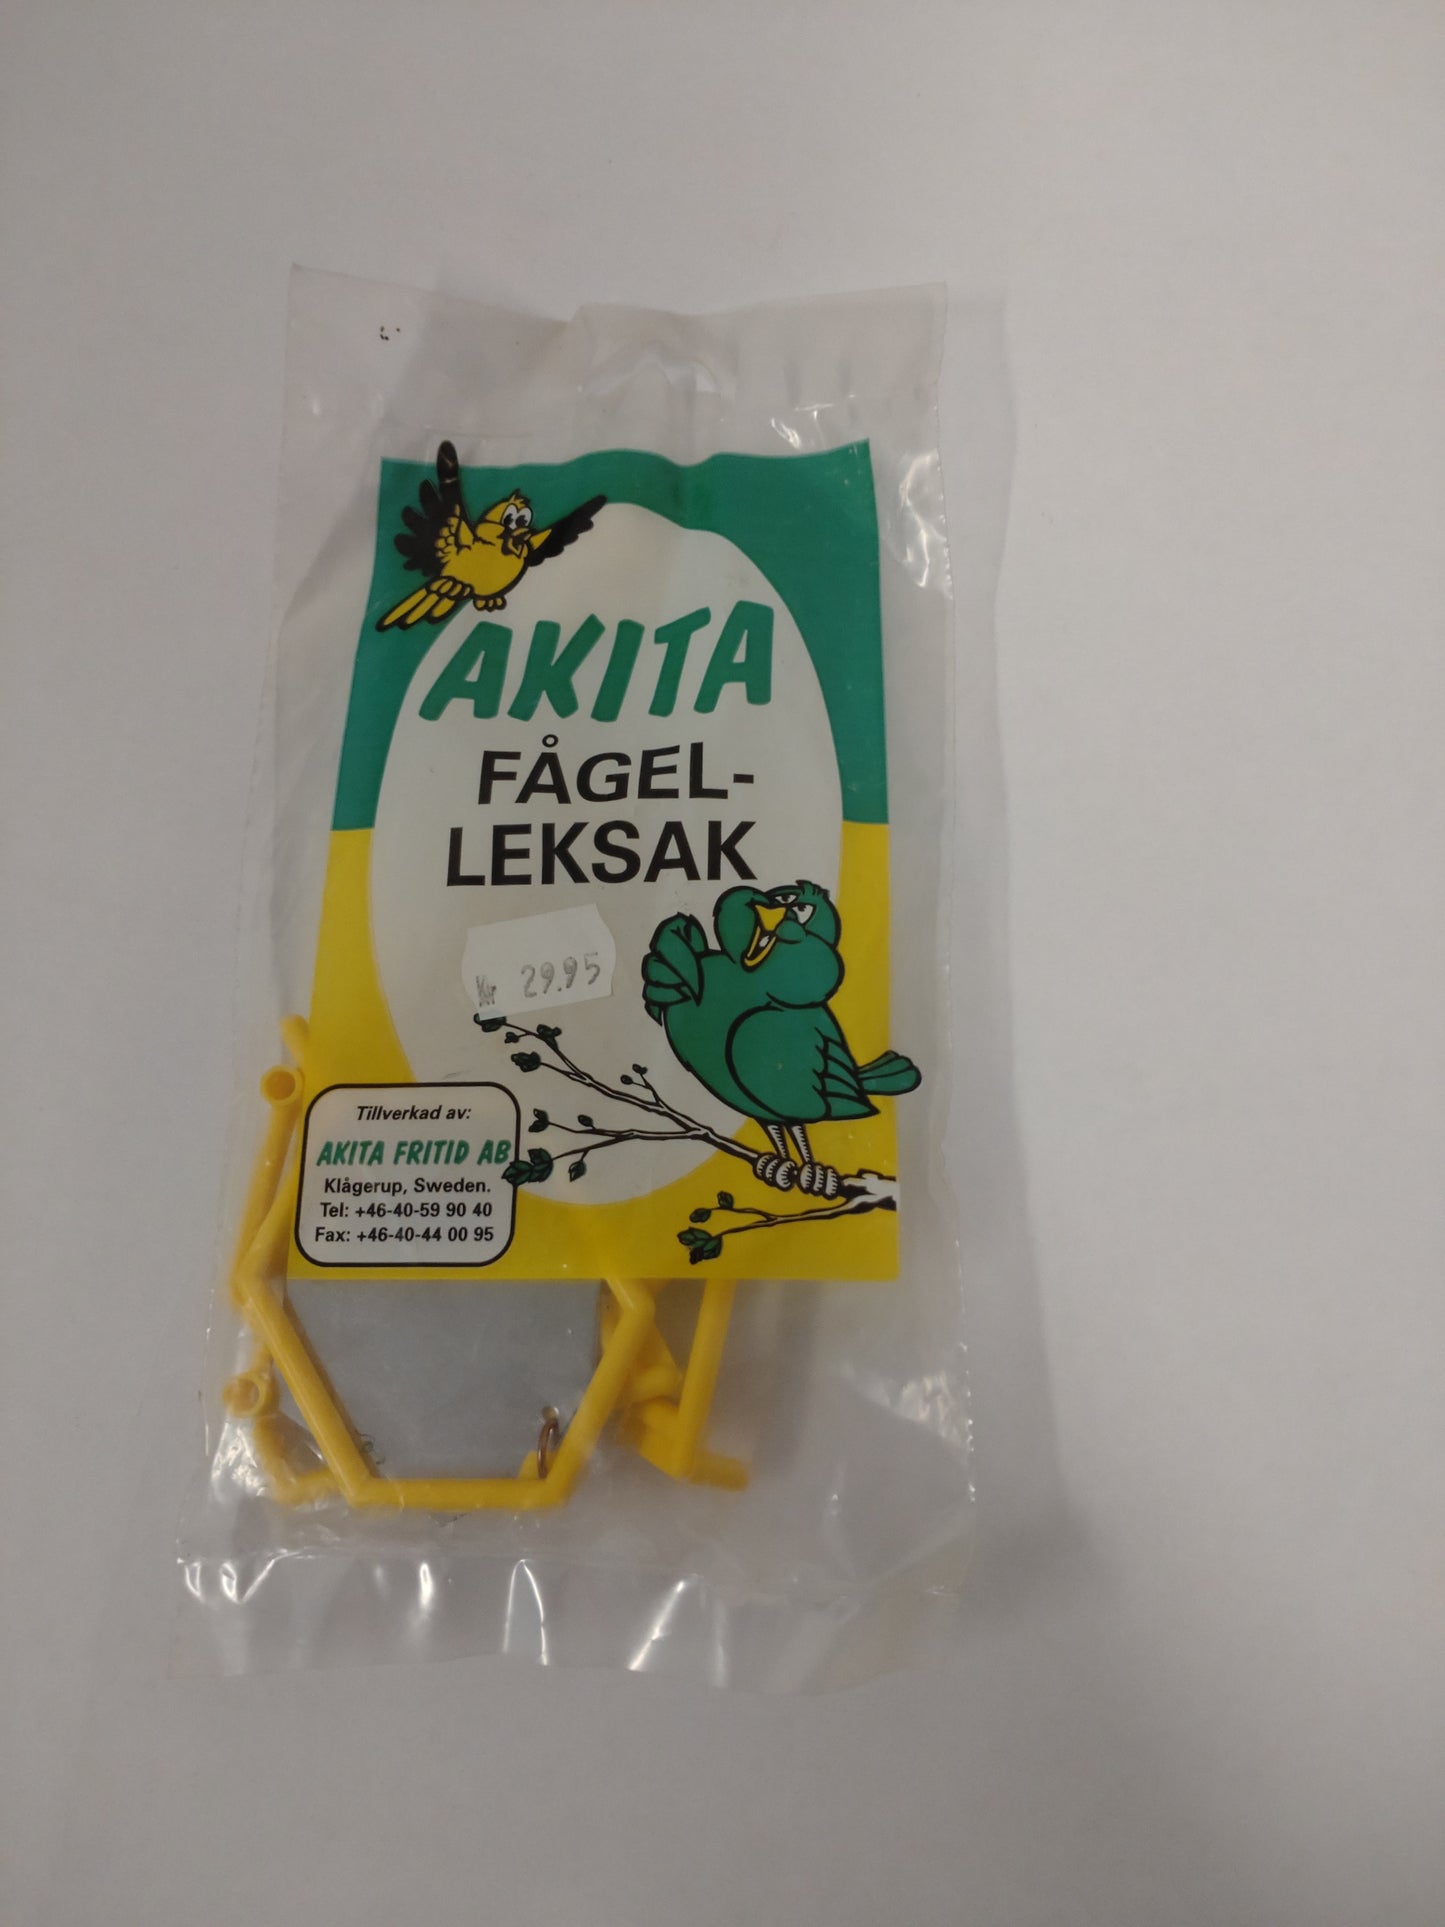 AKITA
FÅGEL-
LEKSAK
Kr 29.95
Tillverkad av:
AKITA FRITID AB
Klågerup, Sweden.
Tel: +46-40-59 90 40
Fax: +46-40-44 00 95